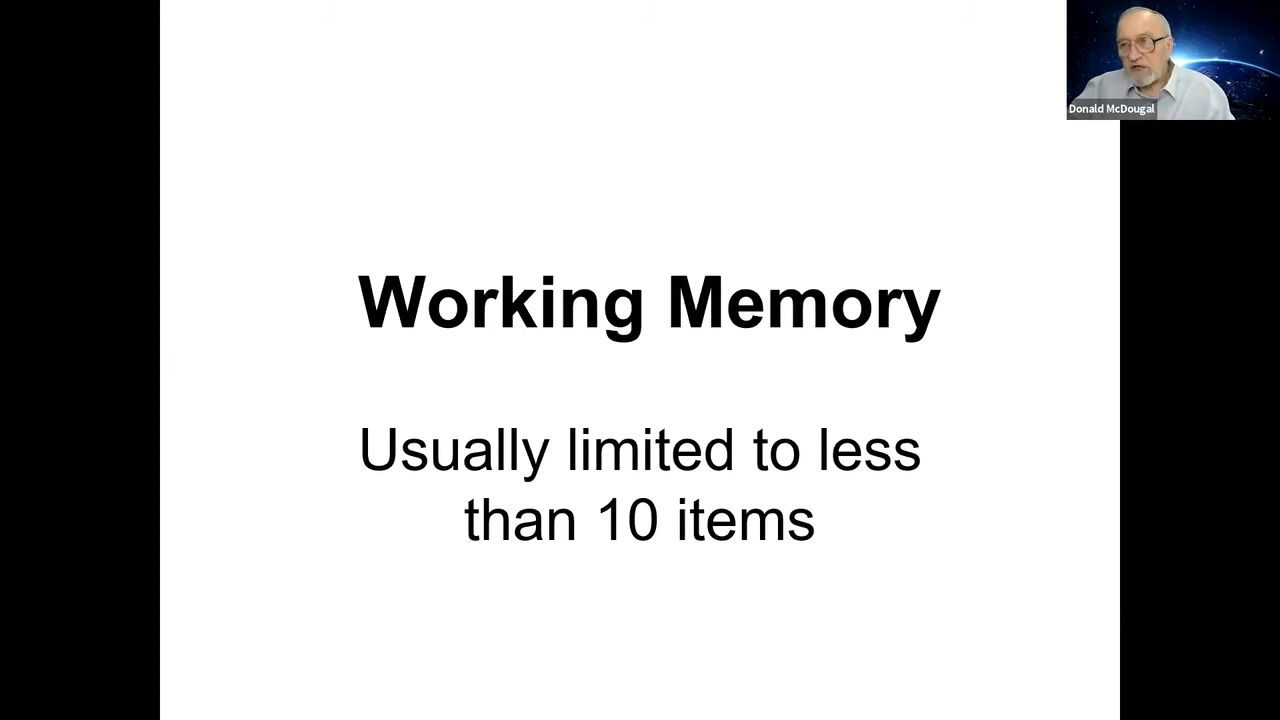 Donald McDougal
Working Memory
Usually limited to less
than 10 items